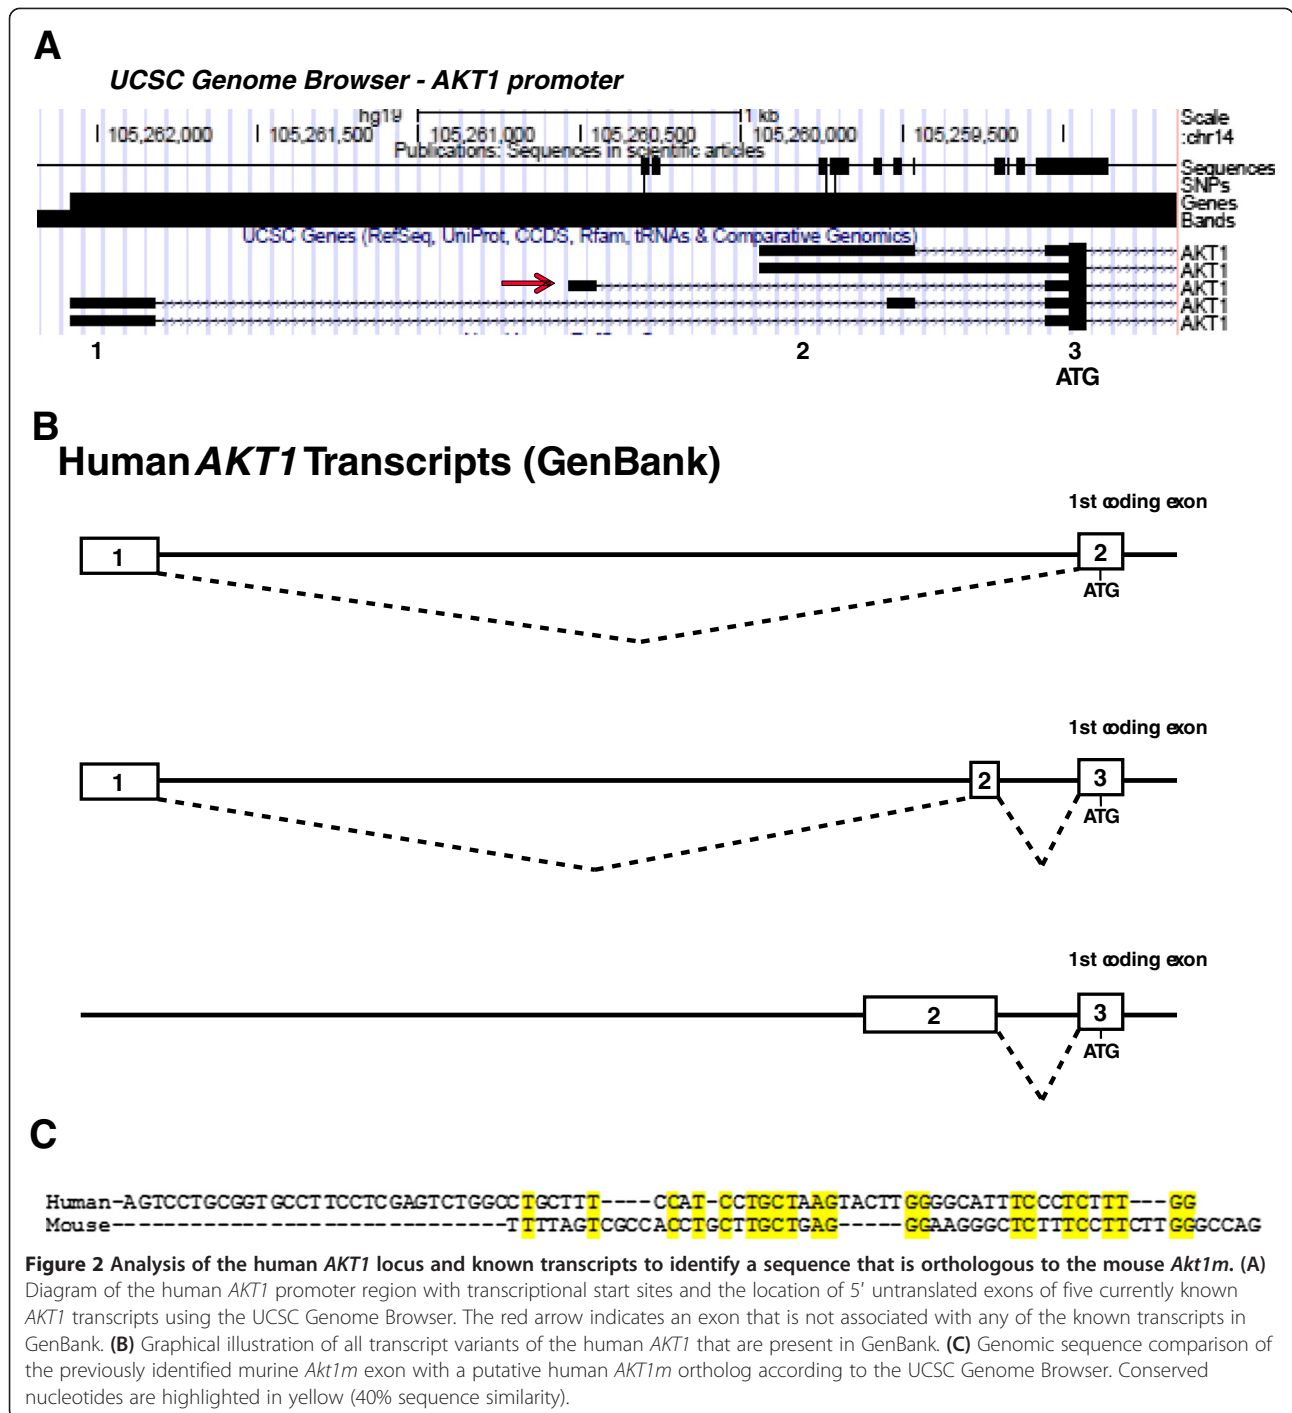 A
UCSC Genome Browser - AKT1 promoter
hg19 1 kb Scale
105,262,000 105,261,500 105,261,000 105,260,500 105,260,000 105,259,500 :chr14
Publications: Sequences in scientific articles
Sequences
SNPs
Genes
Bands
UCSC Genes (RefSeq, UniProt, CCDS, Rfam, tRNAs & Comparative Genomics)
AKT1
AKT1
AKT1
AKT1
AKT1
1 2 3
ATG
B
Human AKT1 Transcripts (GenBank)
1st coding exon
1 2
ATG
1st coding exon
1 2 3
ATG
1st coding exon
2 3
ATG
C
Human-AGTCCTGCGGTGCCTTCCTCGAGTCTGGCCTGCTTT----CCAT-CCTGCTAAGTACTTGGGGCATTTCCCTCTTT---GG
Mouse------------------------------TTTTAGTCGCCACCTGCTTGCTGAG-----GGAAGGGCTCTTTCCTTCTTGGGCCAG
Figure 2 Analysis of the human AKT1 locus and known transcripts to identify a sequence that is orthologous to the mouse Akt1m. (A)
Diagram of the human AKT1 promoter region with transcriptional start sites and the location of 5′ untranslated exons of five currently known
AKT1 transcripts using the UCSC Genome Browser. The red arrow indicates an exon that is not associated with any of the known transcripts in
GenBank. (B) Graphical illustration of all transcript variants of the human AKT1 that are present in GenBank. (C) Genomic sequence comparison of
the previously identified murine Akt1m exon with a putative human AKT1m ortholog according to the UCSC Genome Browser. Conserved
nucleotides are highlighted in yellow (40% sequence similarity).